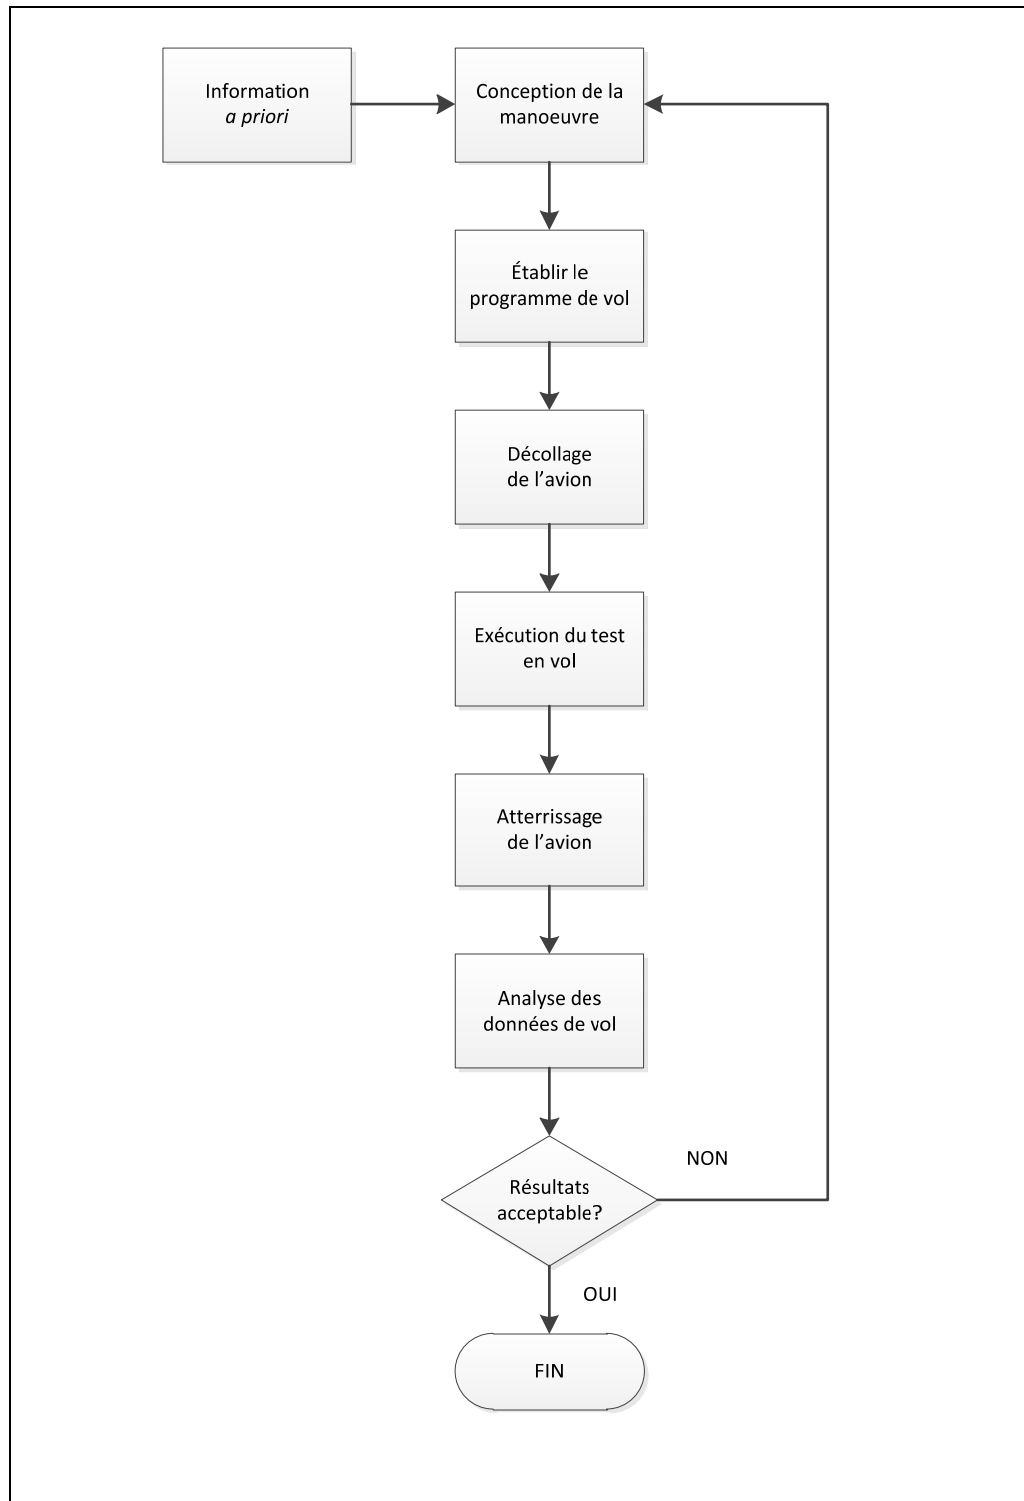 Information
a priori
Conception de la
manoeuvre
Établir le
programme de vol
Décollage
de l’avion
Exécution du test
en vol
Atterrissage
de l’avion
Analyse des
données de vol
NON
Résultats
acceptable?
OUI
FIN